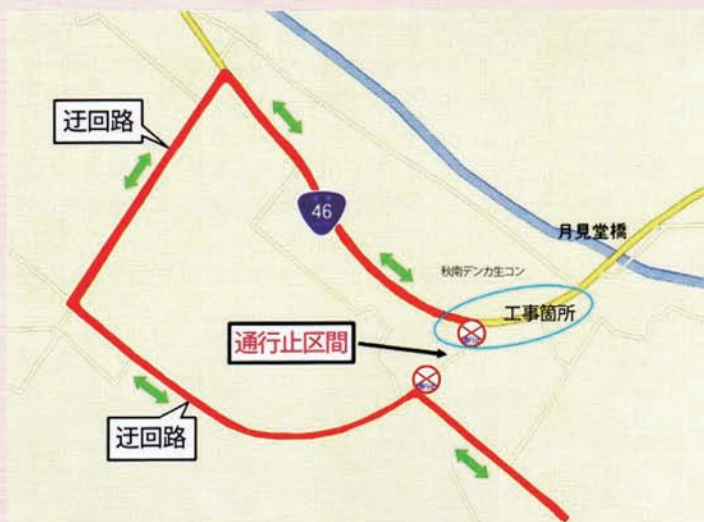 迂回路
46
月見堂橋
秋南デンカ生コン
工事箇所
通行止区間
迂回路